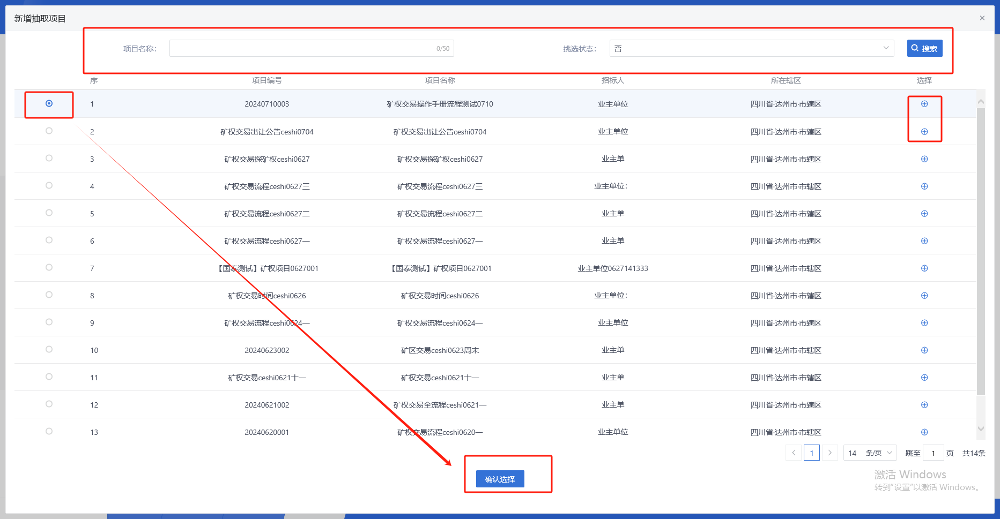 新增抽取项目
项目名称： 0/50 挑选状态： 否 搜索
序 项目编号 项目名称 招标人 所在辖区 选择
1 20240710003 矿权交易操作手册流程测试0710 业主单位 四川省·达州市·市辖区
2 矿权交易出让公告ceshi0704 矿权交易出让公告ceshi0704 业主单位 四川省·达州市·市辖区
3 矿权交易探矿权ceshi0627 矿权交易探矿权ceshi0627 业主单 四川省·达州市·市辖区
4 矿权交易流程ceshi0627三 矿权交易流程ceshi0627三 业主单位： 四川省·达州市·市辖区
5 矿权交易流程ceshi0627二 矿权交易流程ceshi0627二 业主单 四川省·达州市·市辖区
6 矿权交易流程ceshi0627一 矿权交易流程ceshi0627一 业主单 四川省·达州市·市辖区
7 【国泰测试】矿权项目0627001 【国泰测试】矿权项目0627001 业主单位0627141333 四川省·达州市·市辖区
8 矿权交易时间ceshi0626 矿权交易时间ceshi0626 业主单位： 四川省·达州市·市辖区
9 矿权交易流程ceshi0624一 矿权交易流程ceshi0624一 业主单位 四川省·达州市·市辖区
10 20240623002 矿区交易ceshi0623周末 业主单 四川省·达州市·市辖区
11 矿权交易ceshi0621十一 矿权交易ceshi0621十一 业主单 四川省·达州市·市辖区
12 20240621002 矿权交易全流程ceshi0621一 业主单 四川省·达州市·市辖区
13 20240620001 矿权交易流程ceshi0620一 业主单位 四川省·达州市·市辖区
1 14 条/页 跳至 1 页 共14条
确认选择
激活 Windows
转到"设置"以激活 Windows。